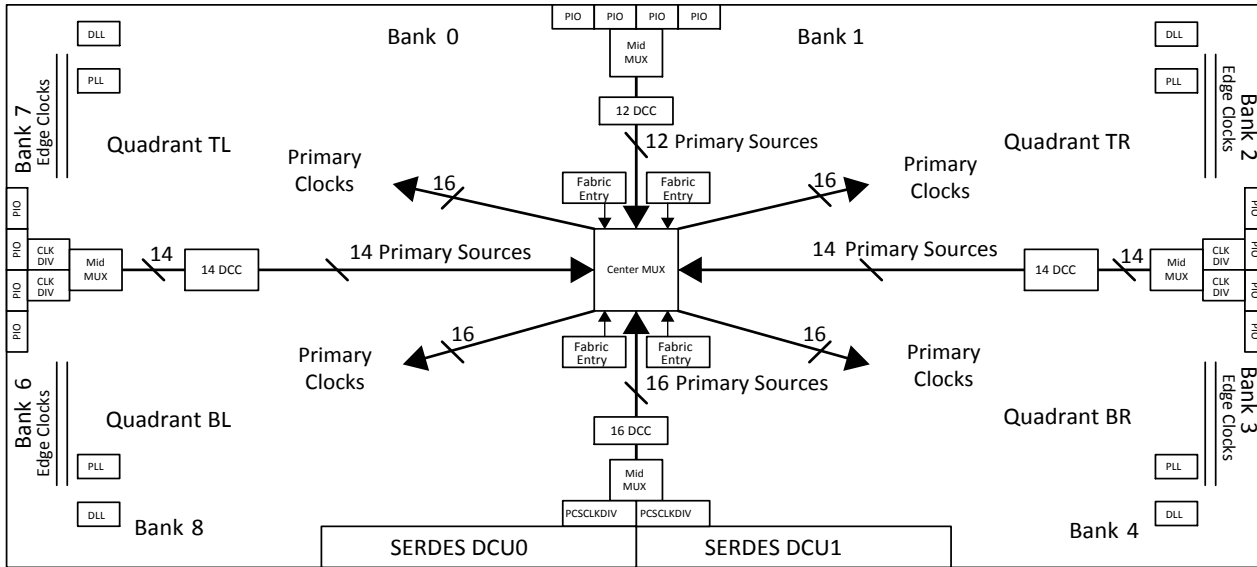 PIO PIO PIO PIO
DLL
Bank 0
Mid
MUX
Bank 1
DLL
PLL
PLL
Bank 7
Edge Clocks
Edge Clocks
Bank 2
12 DCC
Quadrant TL
12 Primary Sources
Quadrant TR
Primary
Clocks
16
Fabric
Entry
Fabric
Entry
16
Primary
Clocks
PIO
PIO
PIO
PIO
CLK
DIV
CLK
DIV
Mid
MUX
14
14 DCC
14 Primary Sources
Center MUX
14 Primary Sources
14 DCC
14
Mid
MUX
CLK
DIV
CLK
DIV
PIO
PIO
PIO
PIO
Primary
Clocks
16
Fabric
Entry
Fabric
Entry
16
Primary
Clocks
16 Primary Sources
Bank 6
Edge Clocks
Quadrant BL
Quadrant BR
Edge Clocks
Bank 3
16 DCC
PLL
Mid
MUX
PLL
DLL
Bank 8
PCSCLKDIV PCSCLKDIV
Bank 4
DLL
SERDES DCU0
SERDES DCU1